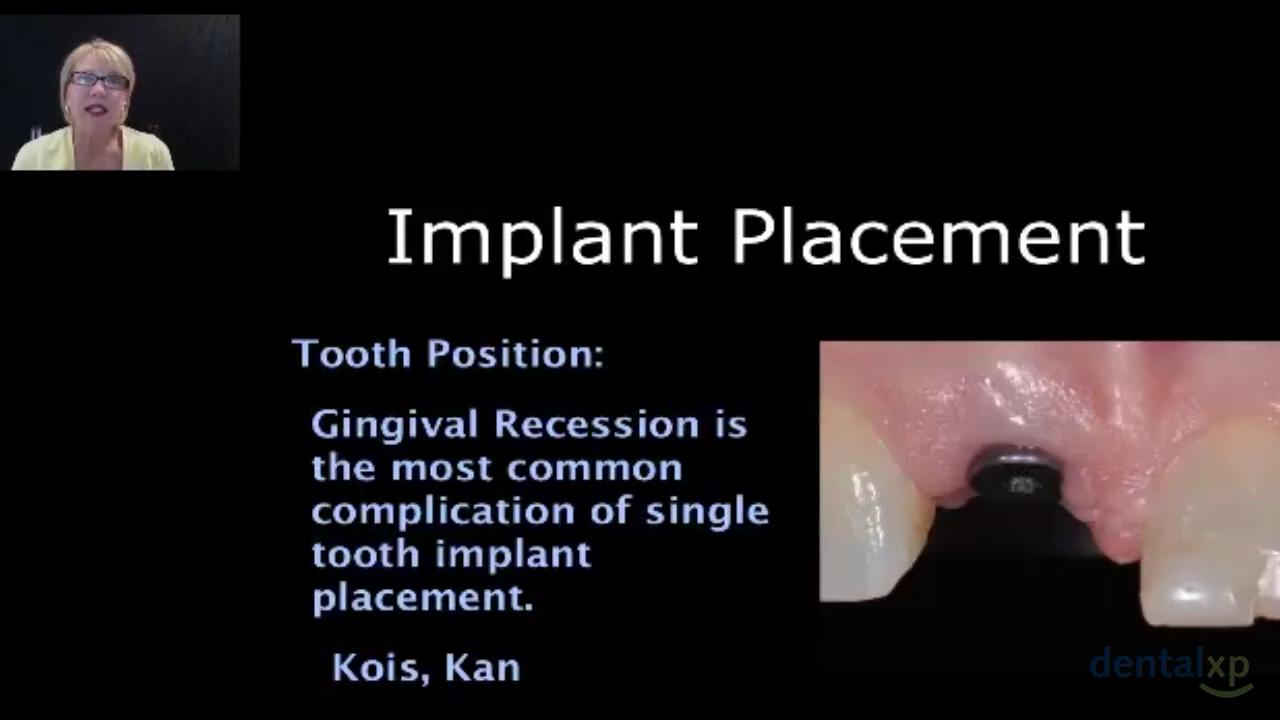 Implant Placement
Tooth Position:
Gingival Recession is
the most common
complication of single
tooth implant
placement.
Kois, Kan
dentalxp